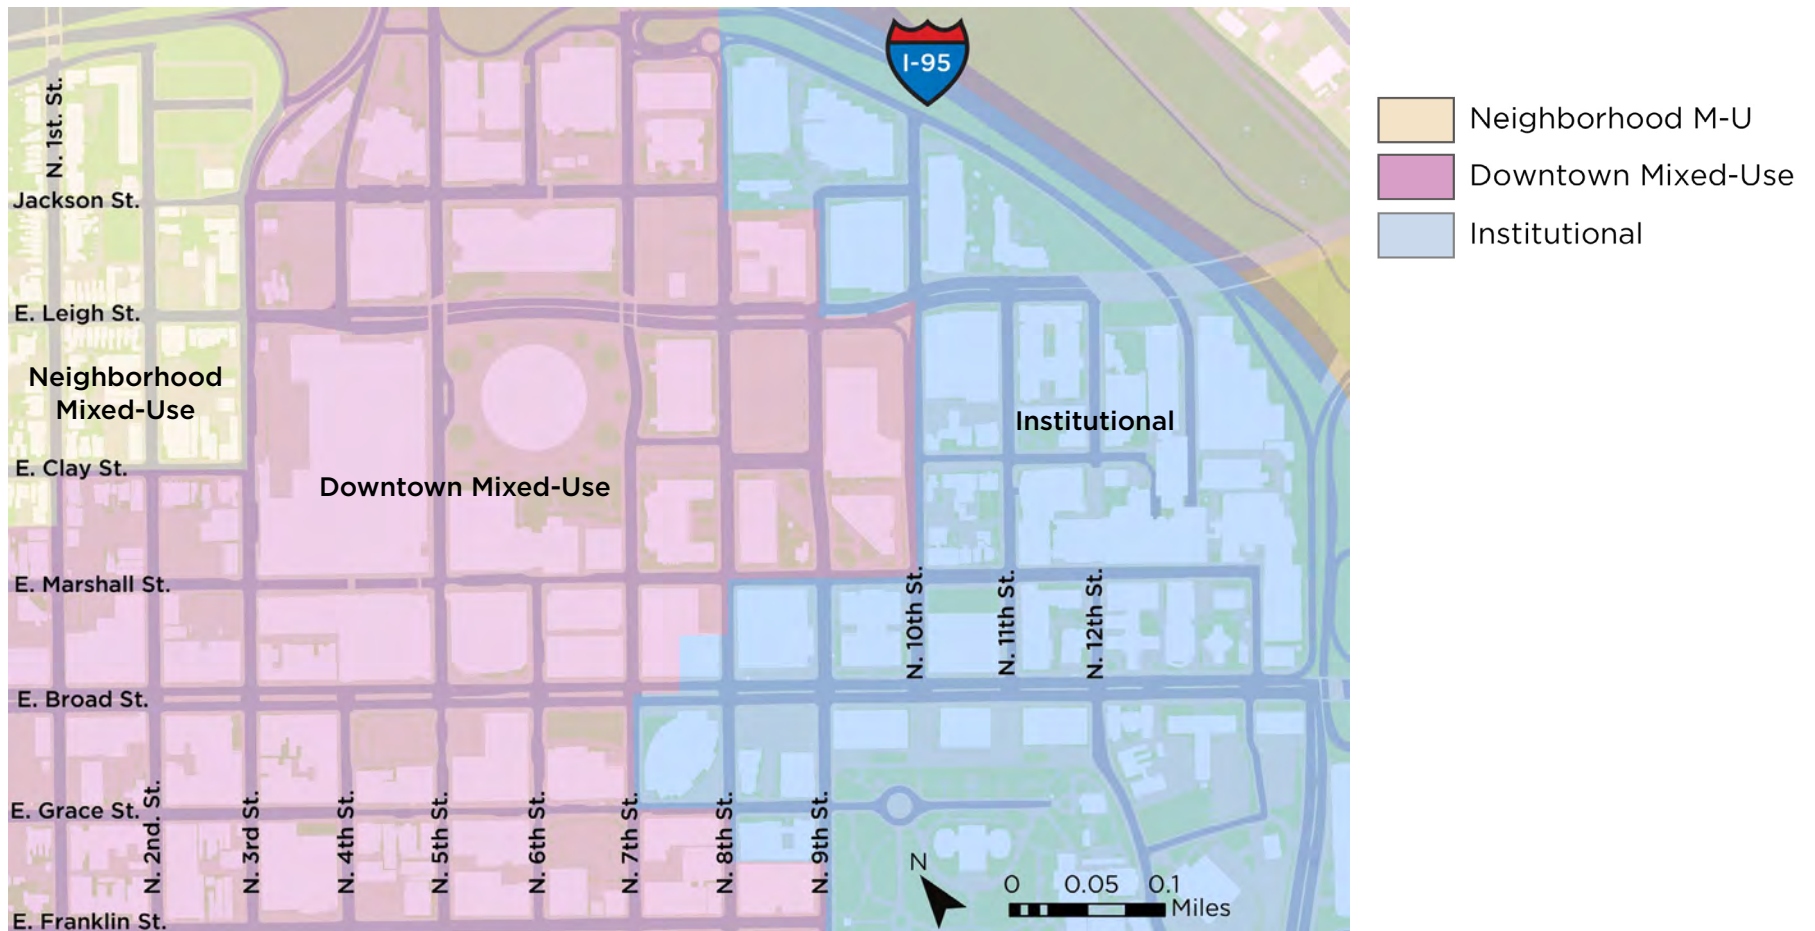 I-95
Neighborhood M-U
Downtown Mixed-Use
Institutional
N. 1st. St.
Jackson St.
E. Leigh St.
Neighborhood
Mixed-Use
Institutional
E. Clay St.
Downtown Mixed-Use
E. Marshall St.
N. 10th St.
N. 11th St.
N. 12th St.
E. Broad St.
E. Grace St.
N. 2nd. St.
N. 3rd St.
N. 4th St.
N. 5th St.
N. 6th St.
N. 7th St.
N. 8th St.
N. 9th St.
N
0 0.05 0.1
Miles
E. Franklin St.